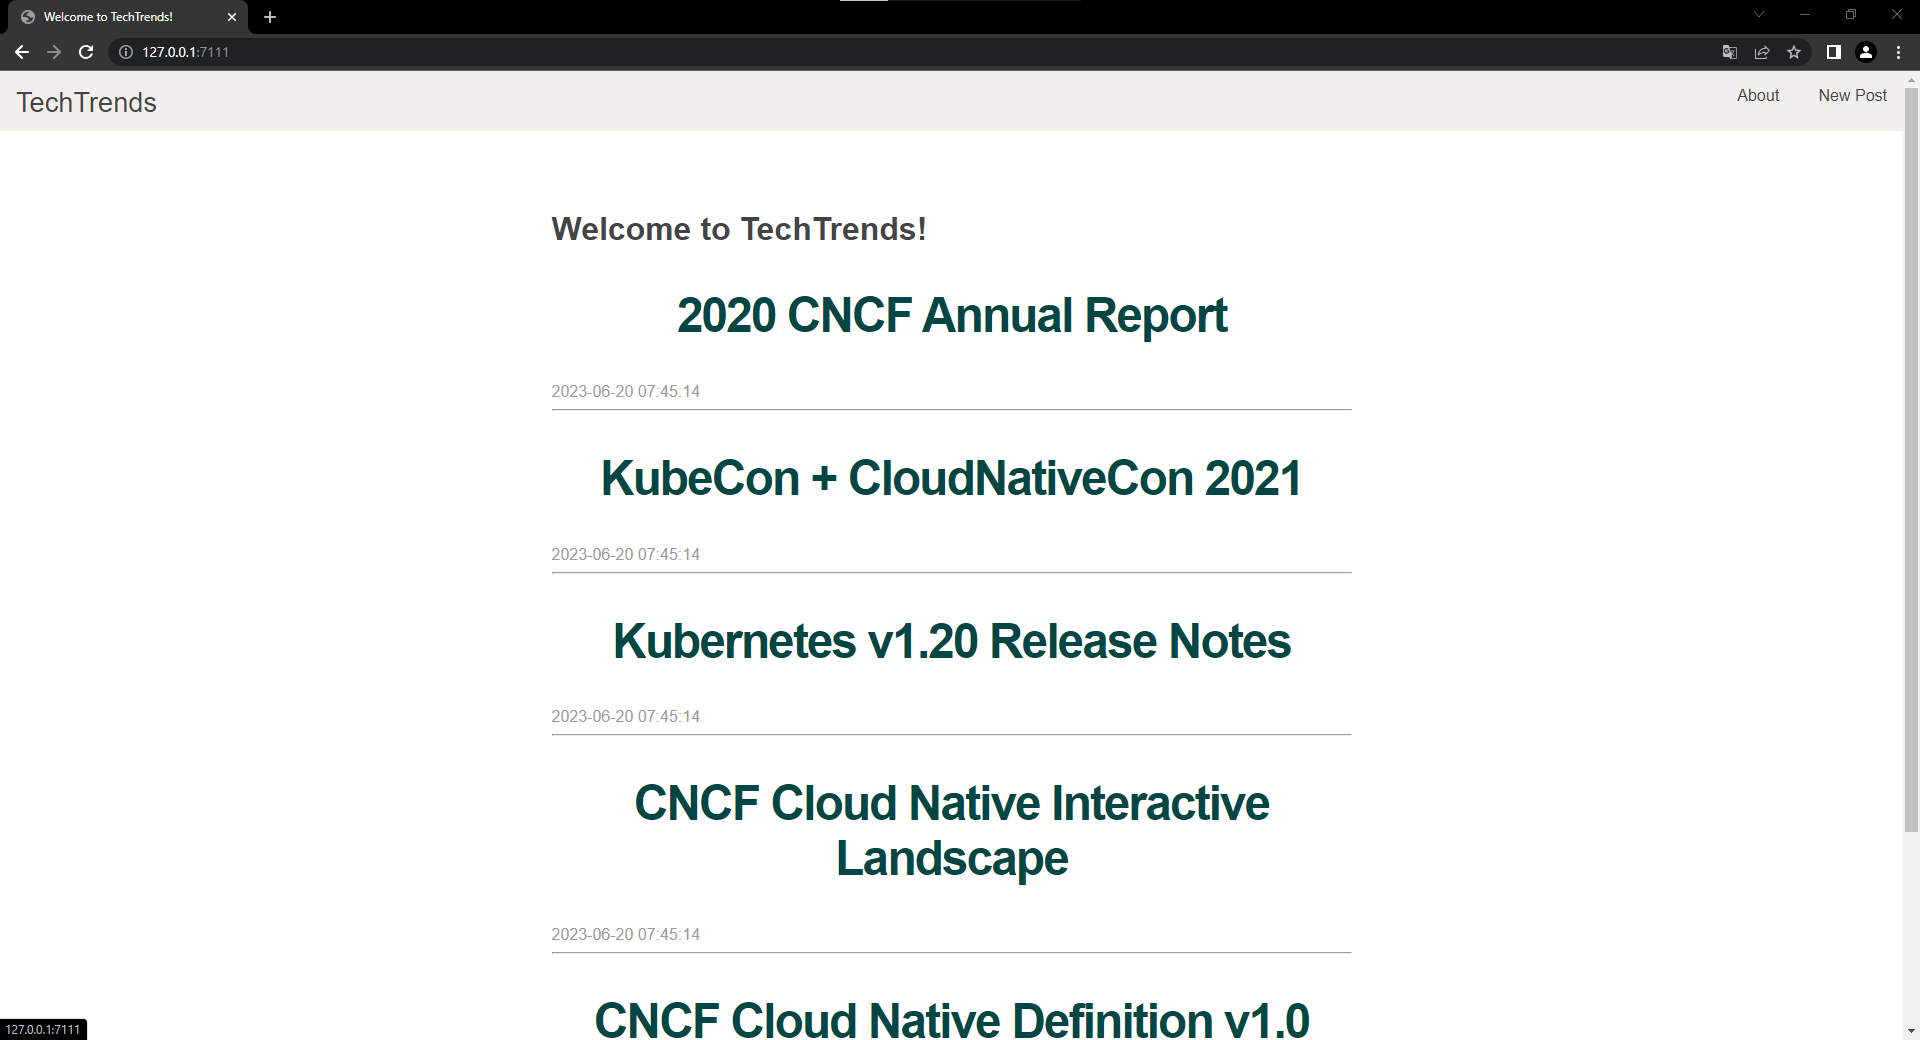 Welcome to TechTrends!
127.0.0.1:7111
TechTrends
About
New Post
Welcome to TechTrends!
2020 CNCF Annual Report
2023-06-20 07:45:14
KubeCon + CloudNativeCon 2021
2023-06-20 07:45:14
Kubernetes v1.20 Release Notes
2023-06-20 07:45:14
CNCF Cloud Native Interactive
Landscape
2023-06-20 07:45:14
CNCF Cloud Native Definition v1.0
127.0.0.1:7111